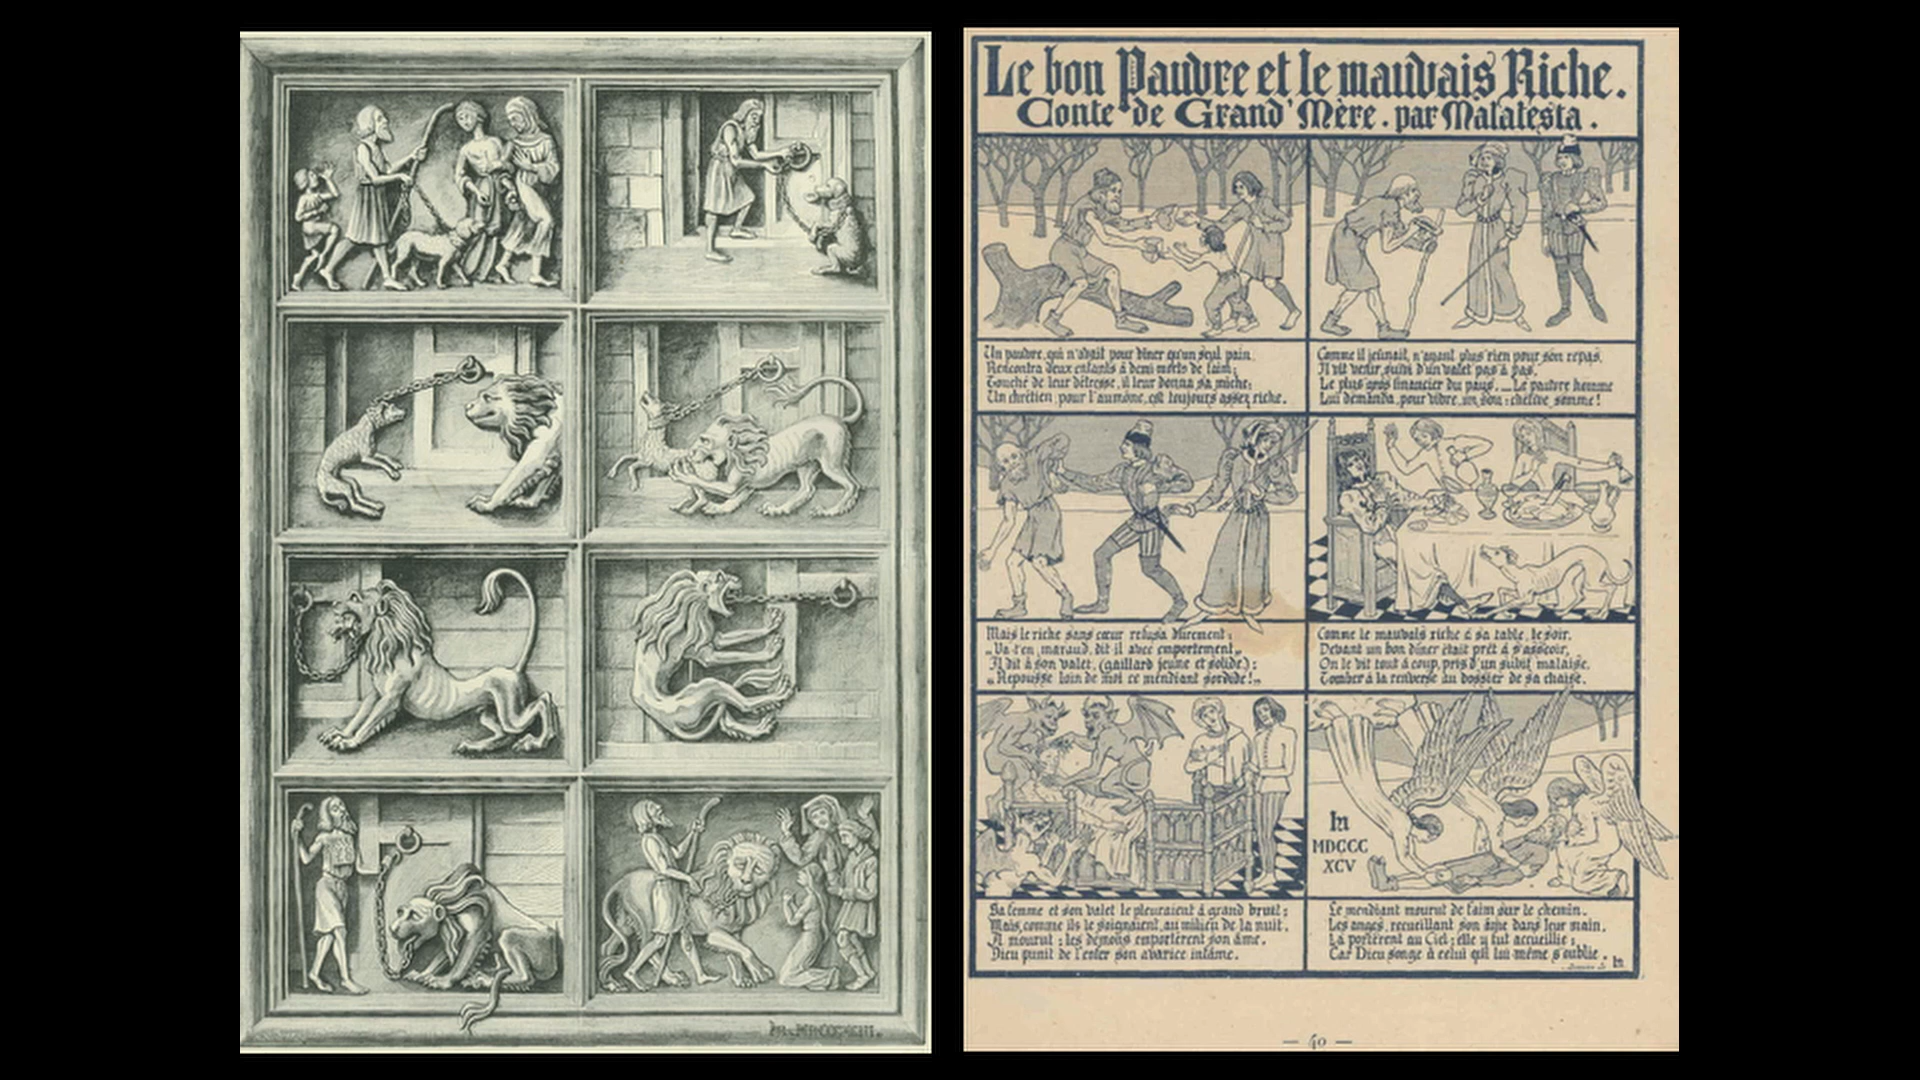 Le bon Pauvre et le mauvais Riche.
Conte de Grand' Mère. par Malatesta.
Un pauvre, qui n'avait pour dîner qu'un seul pain.
Rencontra deux enfants à demi morts de faim;
Touché de leur détresse, il leur donna sa miche:
Un chrétien, pour l'aumône, est toujours assez riche.
Comme il jeûnait, n'ayant plus rien pour son repas,
Il vit venir, suivi d'un valet pas à pas,
Le plus gros financier du pays. __ Le pauvre homme
Lui demanda, pour vivre, un sou: chétive somme!
Mais le riche sans cœur refusa durement:
„Va-t'en, maraud, dit il avec emportement„
Il dit à son valet, (gaillard jeune et solide):
„Repousse loin de moi ce mendiant sordide!„
Comme le mauvais riche à sa table, le soir,
Devant un bon dîner était prêt à s'asseoir,
On le vit tout à coup, pris d'un subit malaise,
Tomber à la renverse au dossier de sa chaise.
In
MDCCC
XCV
Sa femme et son valet le pleuraient à grand bruit;
Mais, comme ils le soignaient, au milieu de la nuit,
Il mourut: les démons emportèrent son âme.
Dieu punit de l'enfer son avarice infâme.
Le mendiant mourut de faim sur le chemin.
Les anges, recueillant son âme dans leur main,
La portèrent au Ciel: elle y fut accueillie;
Car Dieu songe à celui qui lui-même s'oublie.
— 40 —